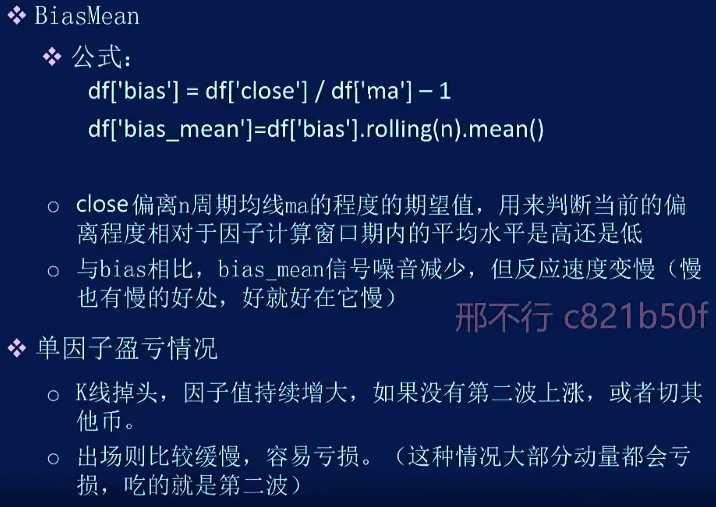 ❖ BiasMean
❖ 公式：
df['bias'] = df['close'] / df['ma'] – 1
df['bias_mean']=df['bias'].rolling(n).mean()
○ close偏离n周期均线ma的程度的期望值，用来判断当前的偏
离程度相对于因子计算窗口期内的平均水平是高还是低
○ 与bias相比，bias_mean信号噪音减少，但反应速度变慢（慢
也有慢的好处，好就好在它慢）
邢不行 c821b50f
❖ 单因子盈亏情况
○ K线掉头，因子值持续增大，如果没有第二波上涨，或者切其
他币。
○ 出场则比较缓慢，容易亏损。（这种情况大部分动量都会亏
损，吃的就是第二波）